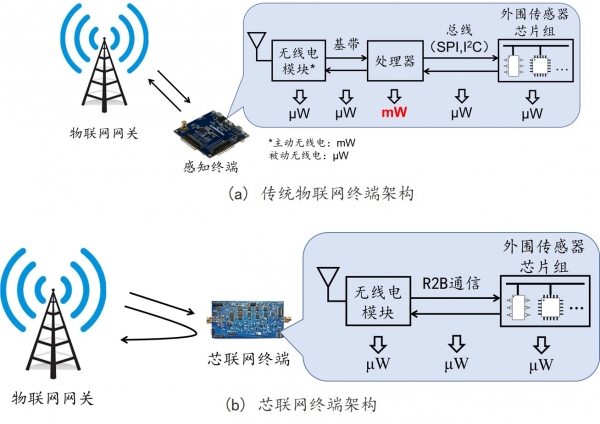 外围传感器
芯片组
总线
(SPI,I²C)
基带
无线电
模块*
处理器
...
μW
μW
mW
μW
μW
*主动无线电：mW
被动无线电：μW
物联网网关
感知终端
(a) 传统物联网终端架构
外围传感器
芯片组
无线电
模块
R2B通信
...
μW
μW
μW
芯联网终端
物联网网关
(b) 芯联网终端架构